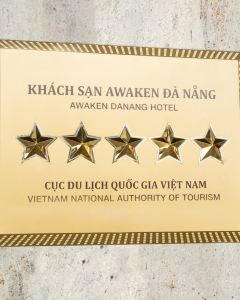 KHÁCH SẠN AWAKEN ĐÀ NẴNG
AWAKEN DANANG HOTEL
CỤC DU LỊCH QUỐC GIA VIỆT NAM
VIETNAM NATIONAL AUTHORITY OF TOURISM